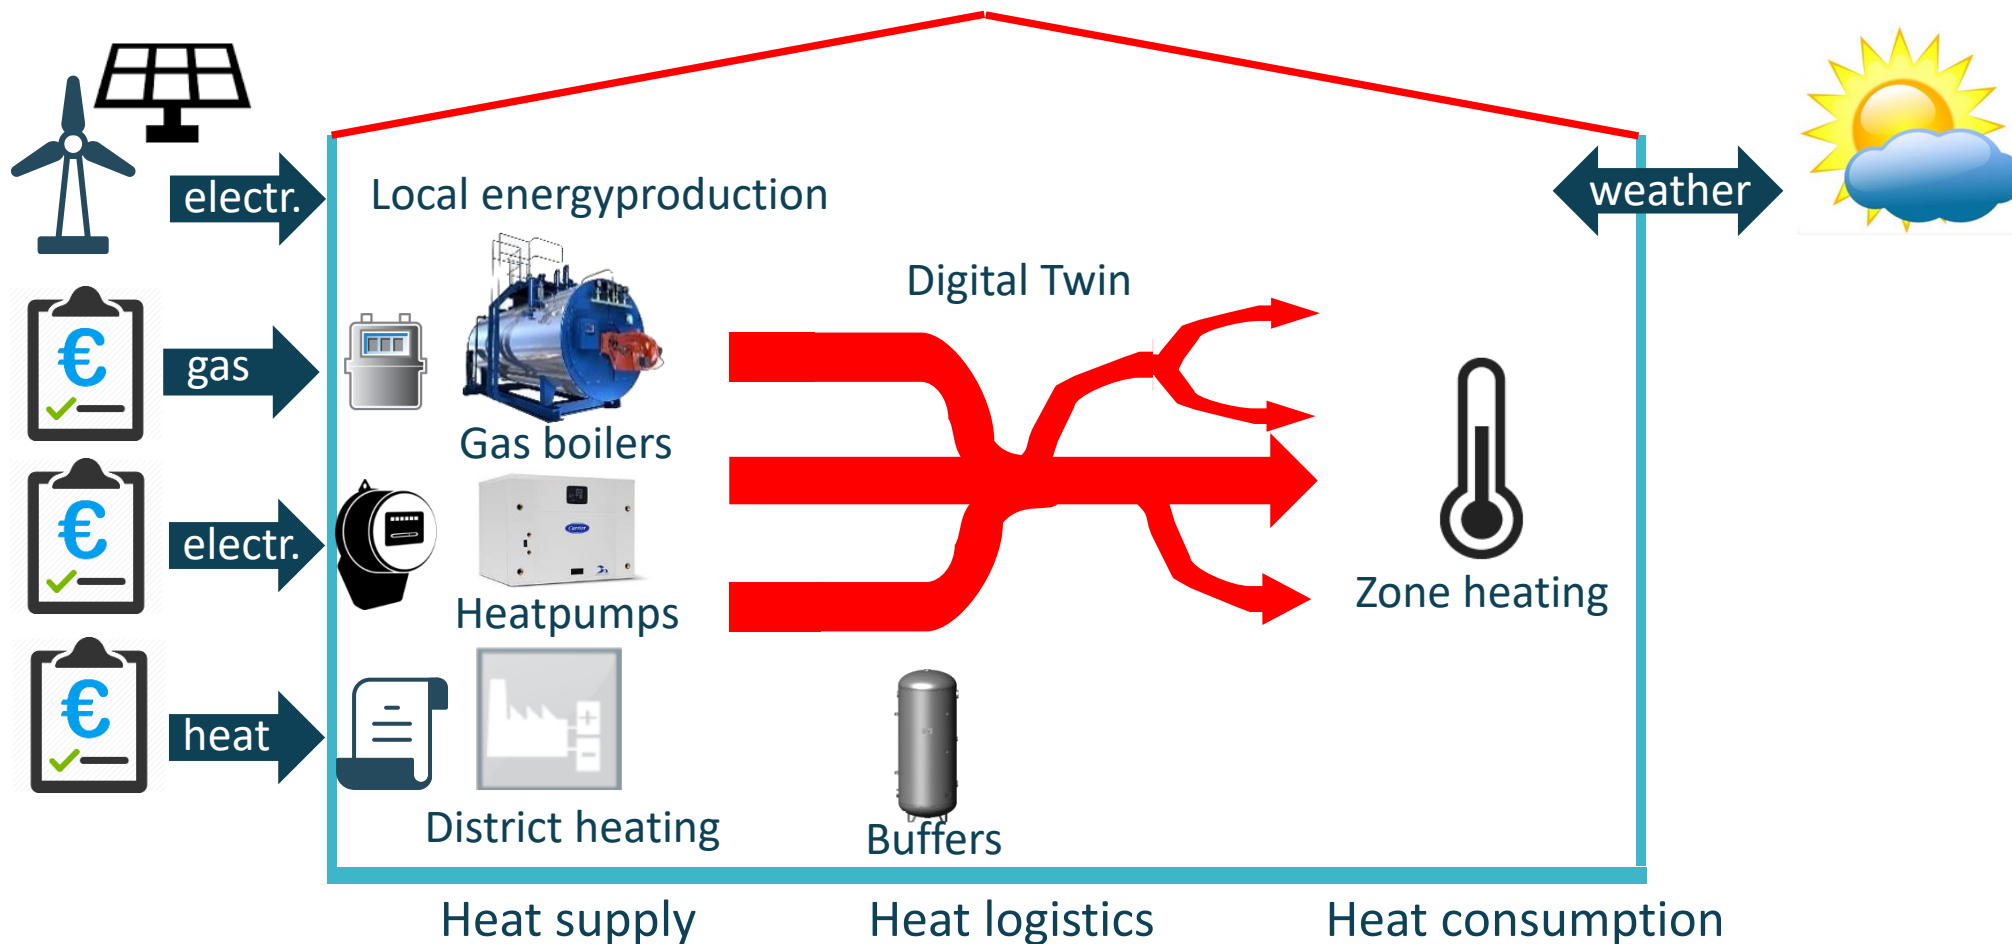 electr.
Local energyproduction
weather
Digital Twin
€
gas
Gas boilers
€
electr.
Carrier
Heatpumps
Zone heating
€
heat
District heating
Buffers
Heat supply
Heat logistics
Heat consumption